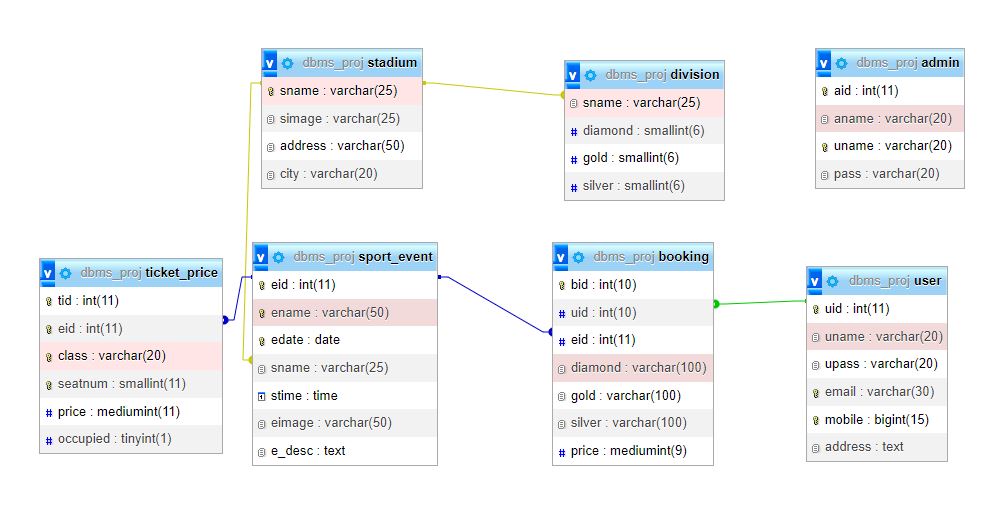 dbms_proj stadium
sname : varchar(25)
simage : varchar(25)
address : varchar(50)
city : varchar(20)
dbms_proj division
sname : varchar(25)
diamond : smallint(6)
gold : smallint(6)
silver : smallint(6)
dbms_proj admin
aid : int(11)
aname : varchar(20)
uname : varchar(20)
pass : varchar(20)
dbms_proj ticket_price
tid : int(11)
eid : int(11)
class : varchar(20)
seatnum : smallint(11)
price : mediumint(11)
occupied : tinyint(1)
dbms_proj sport_event
eid : int(11)
ename : varchar(50)
edate : date
sname : varchar(25)
stime : time
eimage : varchar(50)
e_desc : text
dbms_proj booking
bid : int(10)
uid : int(10)
eid : int(11)
diamond : varchar(100)
gold : varchar(100)
silver : varchar(100)
price : mediumint(9)
dbms_proj user
uid : int(11)
uname : varchar(20)
upass : varchar(20)
email : varchar(30)
mobile : bigint(15)
address : text